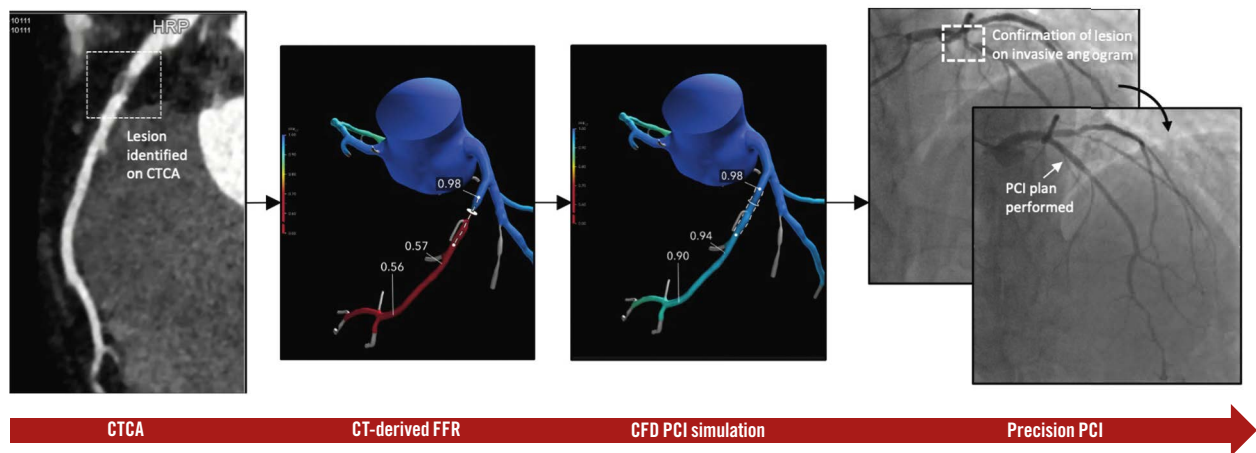 10111
10111
HRP
Lesion
identified
on CTCA
0.98
0.57
0.56
0.98
0.94
0.90
Confirmation of lesion
on invasive angiogram
PCI plan
performed
CTCA
CT-derived FFR
CFD PCI simulation
Precision PCI